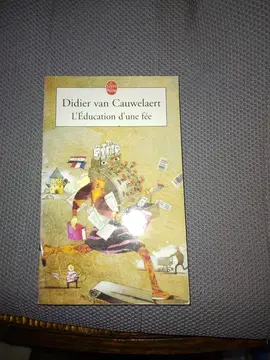 Didier van Cauwelaert
L'Éducation d'une fée